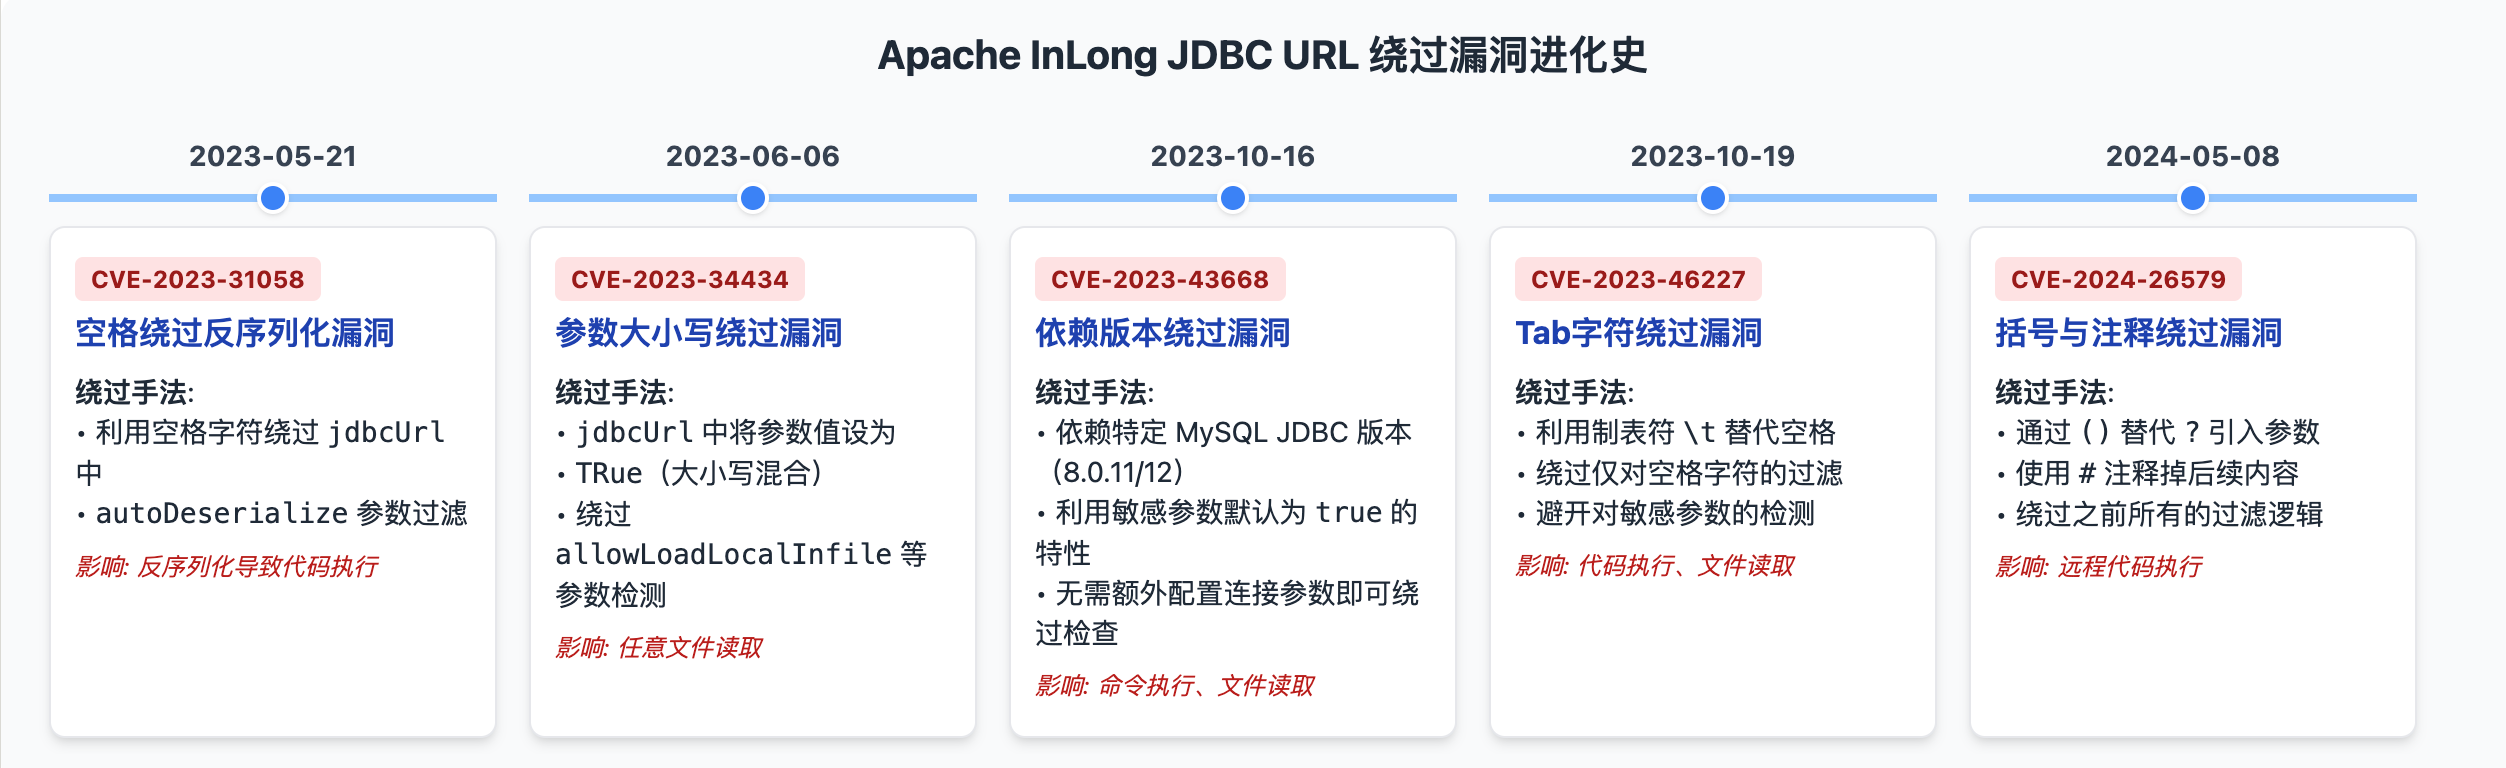 Apache InLong JDBC URL 绕过漏洞进化史
2023-05-21
CVE-2023-31058
空格绕过反序列化漏洞
绕过手法:
• 利用空格字符绕过 jdbcUrl
中
• autoDeserialize 参数过滤
影响: 反序列化导致代码执行
2023-06-06
CVE-2023-34434
参数大小写绕过漏洞
绕过手法:
• jdbcUrl 中将参数值设为
• TRue（大小写混合）
• 绕过
allowLoadLocalInfile 等
参数检测
影响: 任意文件读取
2023-10-16
CVE-2023-43668
依赖版本绕过漏洞
绕过手法:
• 依赖特定 MySQL JDBC 版本
（8.0.11/12）
• 利用敏感参数默认为 true 的
特性
• 无需额外配置连接参数即可绕
过检查
影响: 命令执行、文件读取
2023-10-19
CVE-2023-46227
Tab字符绕过漏洞
绕过手法:
• 利用制表符 \t 替代空格
• 绕过仅对空格字符的过滤
• 避开对敏感参数的检测
影响: 代码执行、文件读取
2024-05-08
CVE-2024-26579
括号与注释绕过漏洞
绕过手法:
• 通过 () 替代 ? 引入参数
• 使用 # 注释掉后续内容
• 绕过之前所有的过滤逻辑
影响: 远程代码执行